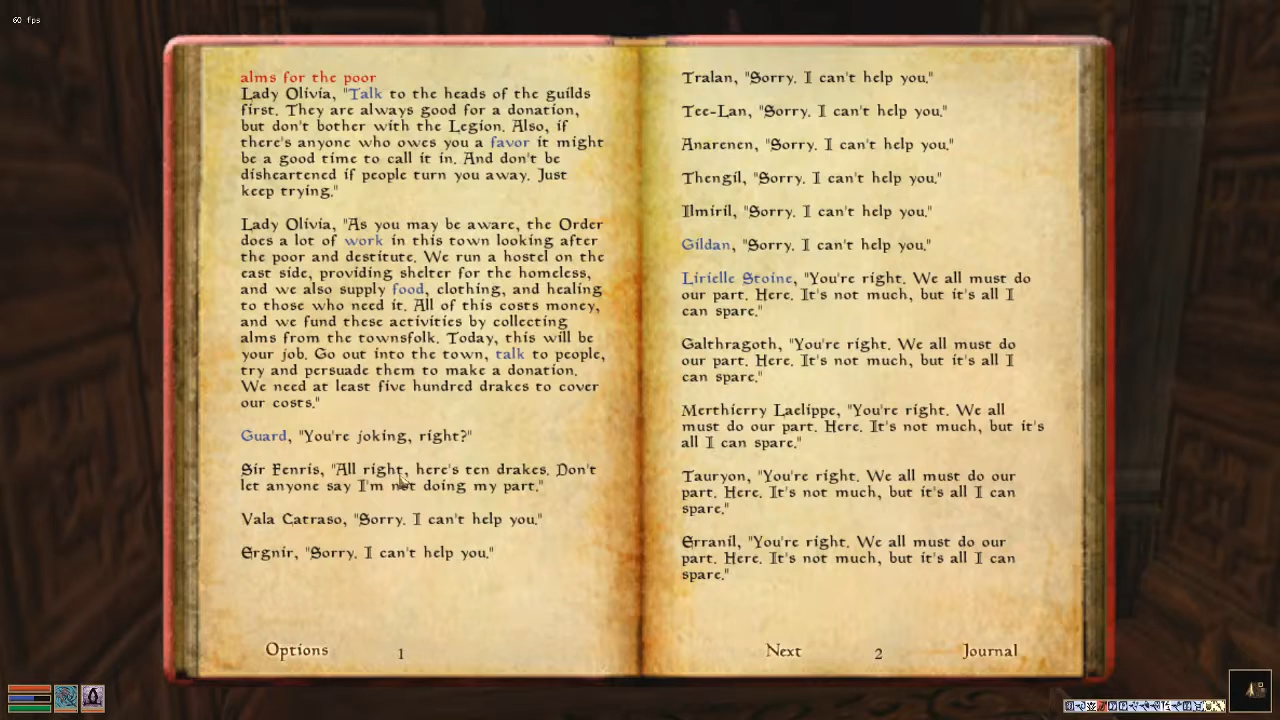 60 fps
alms for the poor
Lady Olivia, "Talk to the heads of the guilds
first. They are always good for a donation,
but don't bother with the Legion. Also, if
there's anyone who owes you a favor it might
be a good time to call it in. And don't be
disheartened if people turn you away. Just
keep trying."
Lady Olivia, "As you may be aware, the Order
does a lot of work in this town looking after
the poor and destitute. We run a hostel on the
east side, providing shelter for the homeless,
and we also supply food, clothing, and healing
to those who need it. All of this costs money,
and we fund these activities by collecting
alms from the townsfolk. Today, this will be
your job. Go out into the town, talk to people,
try and persuade them to make a donation.
We need at least five hundred drakes to cover
our costs."
Guard, "You're joking, right?"
Sir Fenris, "All right, here's ten drakes. Don't
let anyone say I'm not doing my part."
Vala Catraso, "Sorry. I can't help you."
Ergnir, "Sorry. I can't help you."
Options
1
Tralan, "Sorry. I can't help you."
Tee-Lan, "Sorry. I can't help you."
Anarenen, "Sorry. I can't help you."
Thengil, "Sorry. I can't help you."
Ilmiril, "Sorry. I can't help you."
Gildan, "Sorry. I can't help you."
Lirielle Stoine, "You're right. We all must do
our part. Here. It's not much, but it's all I
can spare."
Galthragoth, "You're right. We all must do
our part. Here. It's not much, but it's all I
can spare."
Merthierry Laelippe, "You're right. We all
must do our part. Here. It's not much, but it's
all I can spare."
Tauryon, "You're right. We all must do our
part. Here. It's not much, but it's all I can
spare."
Erranil, "You're right. We all must do our
part. Here. It's not much, but it's all I can
spare."
Next
2
Journal